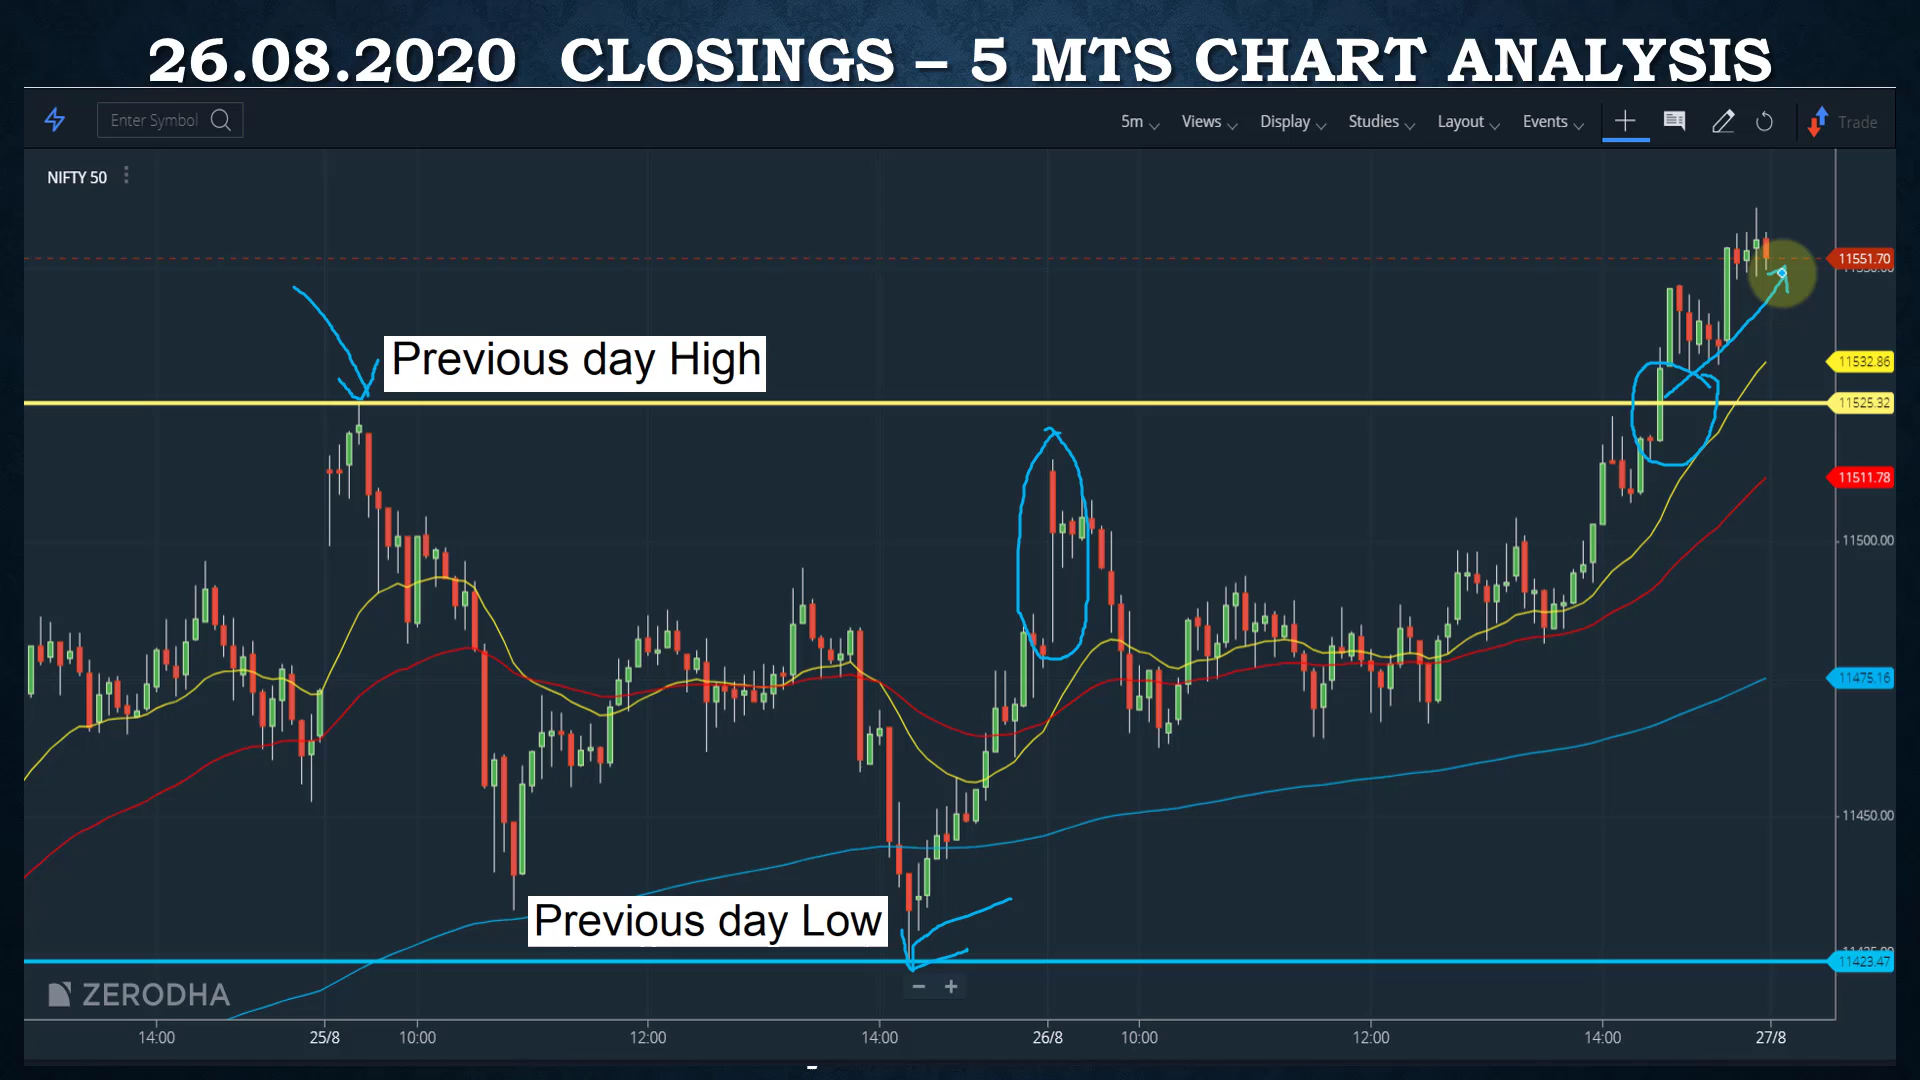 26.08.2020 CLOSINGS – 5 MTS CHART ANALYSIS
Enter Symbol
5m Views Display Studies Layout Events Trade
NIFTY 50
11551.70
Previous day High
11532.86
11525.32
11511.78
11500.00
11475.16
11450.00
Previous day Low
11423.47
ZERODHA
− +
14:00 25/8 10:00 12:00 14:00 26/8 10:00 12:00 14:00 27/8